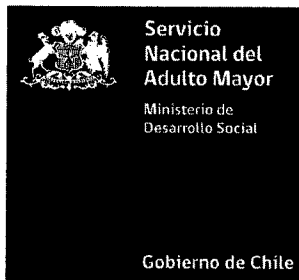 Servicio
Nacional del
Adulto Mayor
Ministerio de
Desarrollo Social
Gobierno de Chile